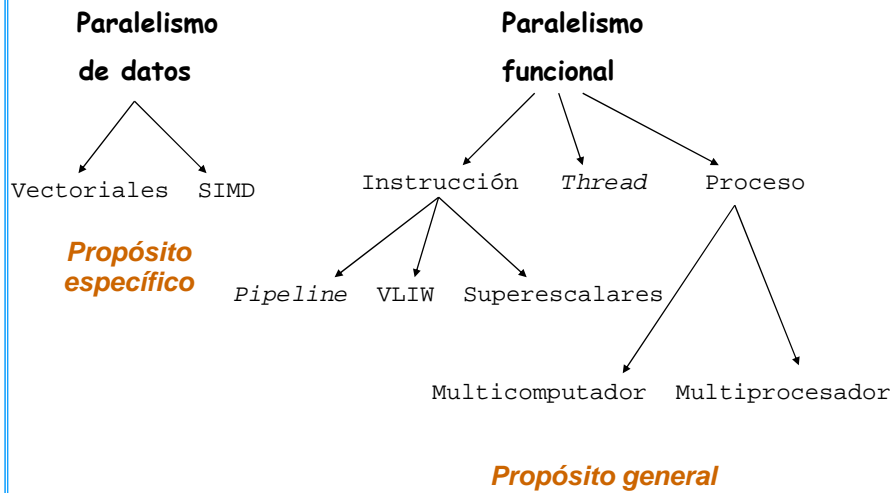 Paralelismo
de datos
Paralelismo
funcional
Vectoriales SIMD
Instrucción Thread Proceso
Propósito
específico
Pipeline VLIW Superescalares
Multicomputador Multiprocesador
Propósito general